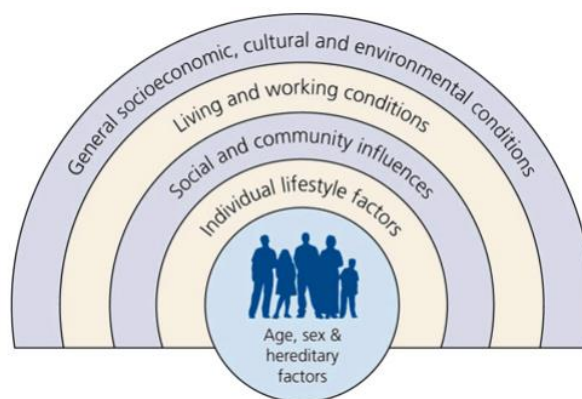 General socioeconomic, cultural and environmental conditions
Living and working conditions
Social and community influences
Individual lifestyle factors
Age, sex &
hereditary
factors